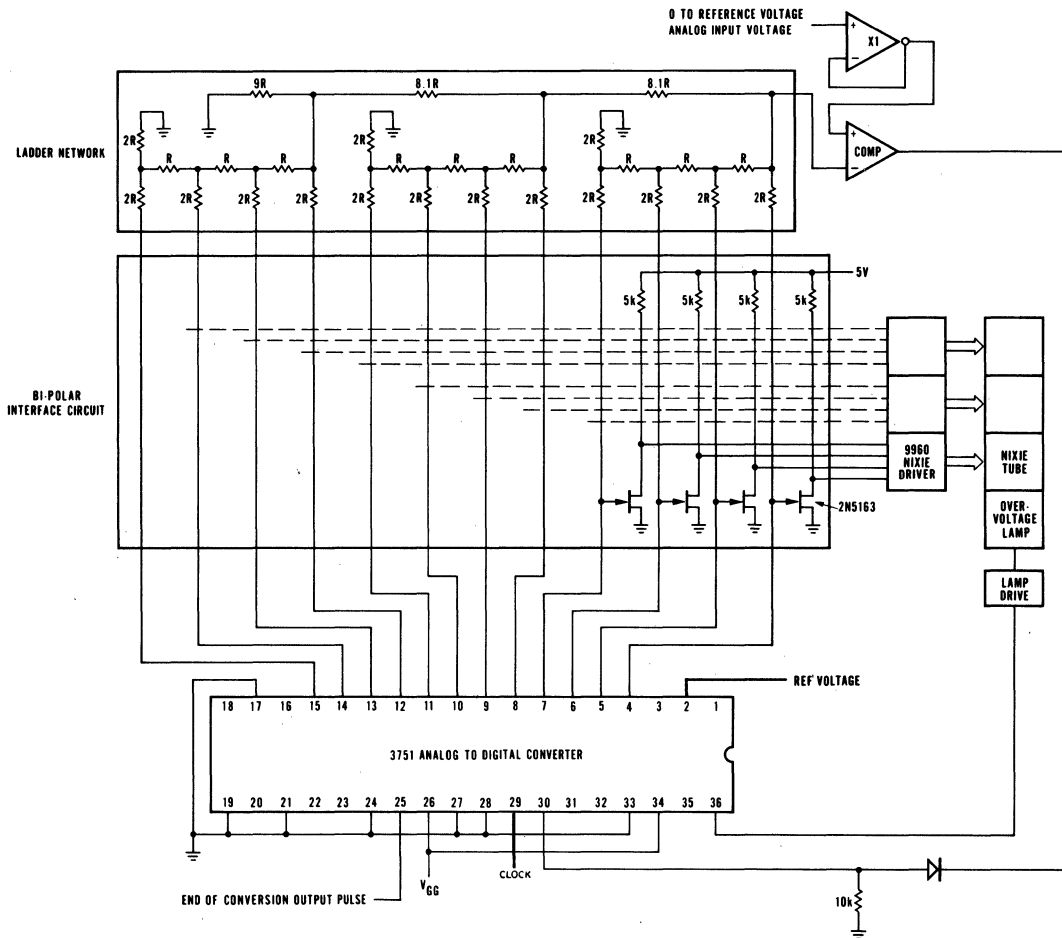 0 TO REFERENCE VOLTAGE
ANALOG INPUT VOLTAGE
+
X1
−
9R
8.1R
8.1R
2R
2R
2R
LADDER NETWORK
R R R
R R R
R R R
+
COMP
−
2R 2R 2R 2R 2R 2R 2R 2R 2R 2R 2R 2R
5V
5k 5k 5k 5k
BI-POLAR
INTERFACE CIRCUIT
9960
NIXIE
DRIVER
NIXIE
TUBE
2N5163
OVER-
VOLTAGE
LAMP
LAMP
DRIVE
REF VOLTAGE
18 17 16 15 14 13 12 11 10 9 8 7 6 5 4 3 2 1
3751 ANALOG TO DIGITAL CONVERTER
19 20 21 22 23 24 25 26 27 28 29 30 31 32 33 34 35 36
VGG
CLOCK
END OF CONVERSION OUTPUT PULSE
10k